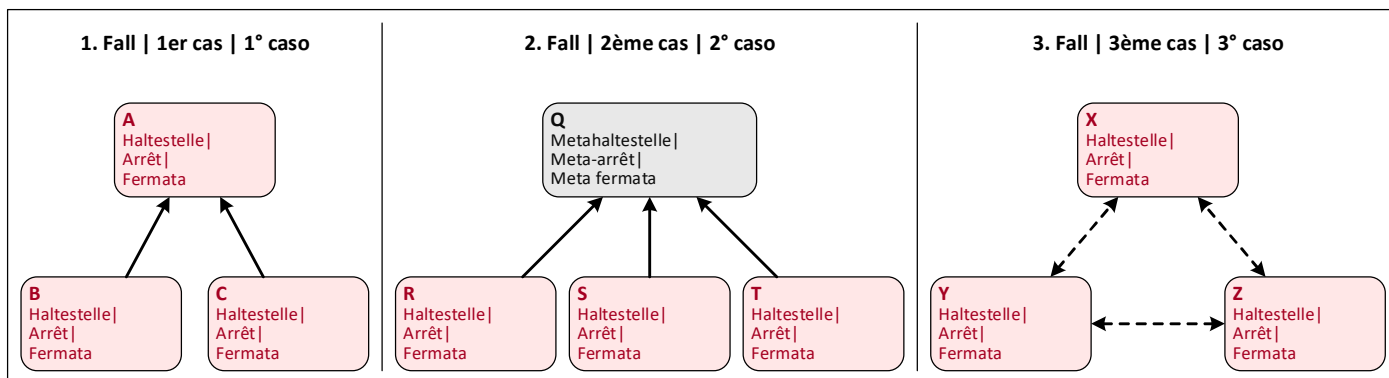 1. Fall | 1er cas | 1° caso
A
Haltestelle|
Arrêt|
Fermata
B
Haltestelle|
Arrêt|
Fermata
C
Haltestelle|
Arrêt|
Fermata
2. Fall | 2ème cas | 2° caso
Q
Metahaltestelle|
Meta-arrêt|
Meta fermata
R
Haltestelle|
Arrêt|
Fermata
S
Haltestelle|
Arrêt|
Fermata
T
Haltestelle|
Arrêt|
Fermata
3. Fall | 3ème cas | 3° caso
X
Haltestelle|
Arrêt|
Fermata
Y
Haltestelle|
Arrêt|
Fermata
Z
Haltestelle|
Arrêt|
Fermata